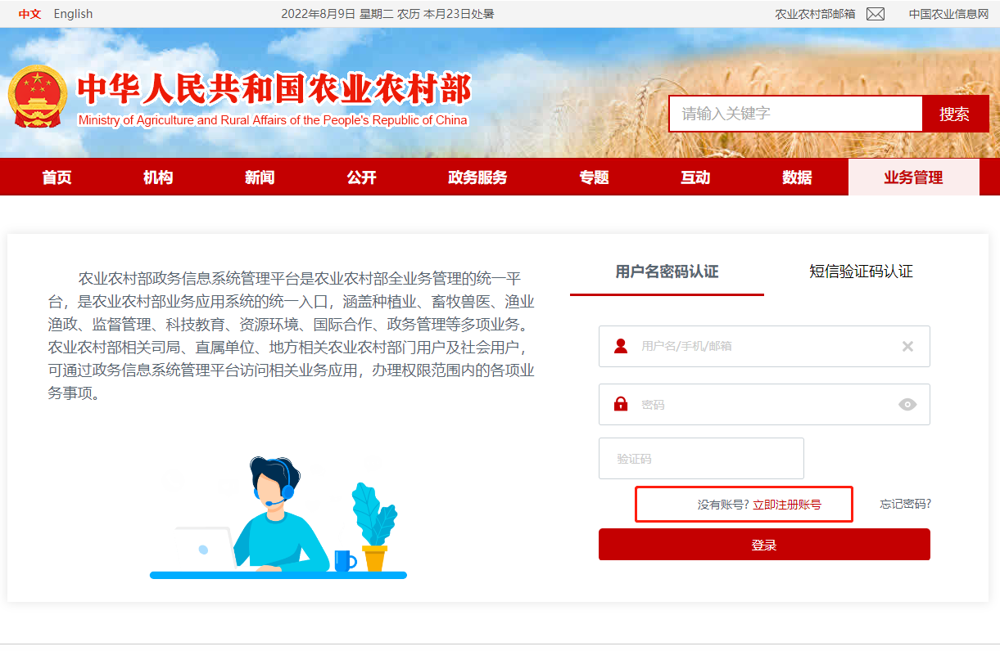 中文 English 2022年8月9日 星期二 农历 本月23日处暑 农业农村部邮箱 中国农业信息网
中华人民共和国农业农村部
Ministry of Agriculture and Rural Affairs of the People's Republic of China
请输入关键字 搜索
首页 机构 新闻 公开 政务服务 专题 互动 数据 业务管理
农业农村部政务信息系统管理平台是农业农村部全业务管理的统一平
台，是农业农村部业务应用系统的统一入口，涵盖种植业、畜牧兽医、渔业
渔政、监督管理、科技教育、资源环境、国际合作、政务管理等多项业务。
农业农村部相关司局、直属单位、地方相关农业农村部门用户及社会用户，
可通过政务信息系统管理平台访问相关业务应用，办理权限范围内的各项业
务事项。
用户名密码认证 短信验证码认证
用户名/手机/邮箱
密码
验证码
没有账号? 立即注册账号 忘记密码?
登录